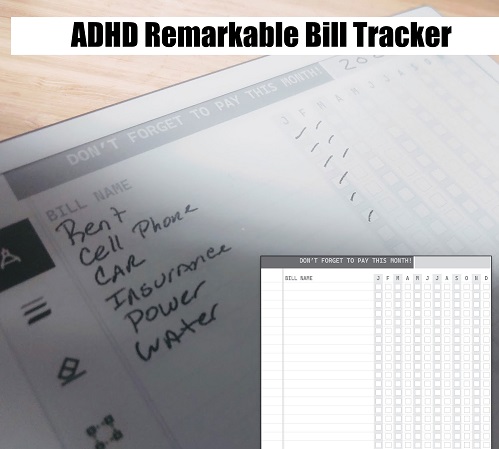 ADHD Remarkable Bill Tracker
DON'T FORGET TO PAY THIS MONTH!
BILL NAME
J F M A M J J A S
Rent
Cell Phone
CAR
Insurance
Power
Water
DON'T FORGET TO PAY THIS MONTH!
BILL NAME J F M A M J J A S O N D